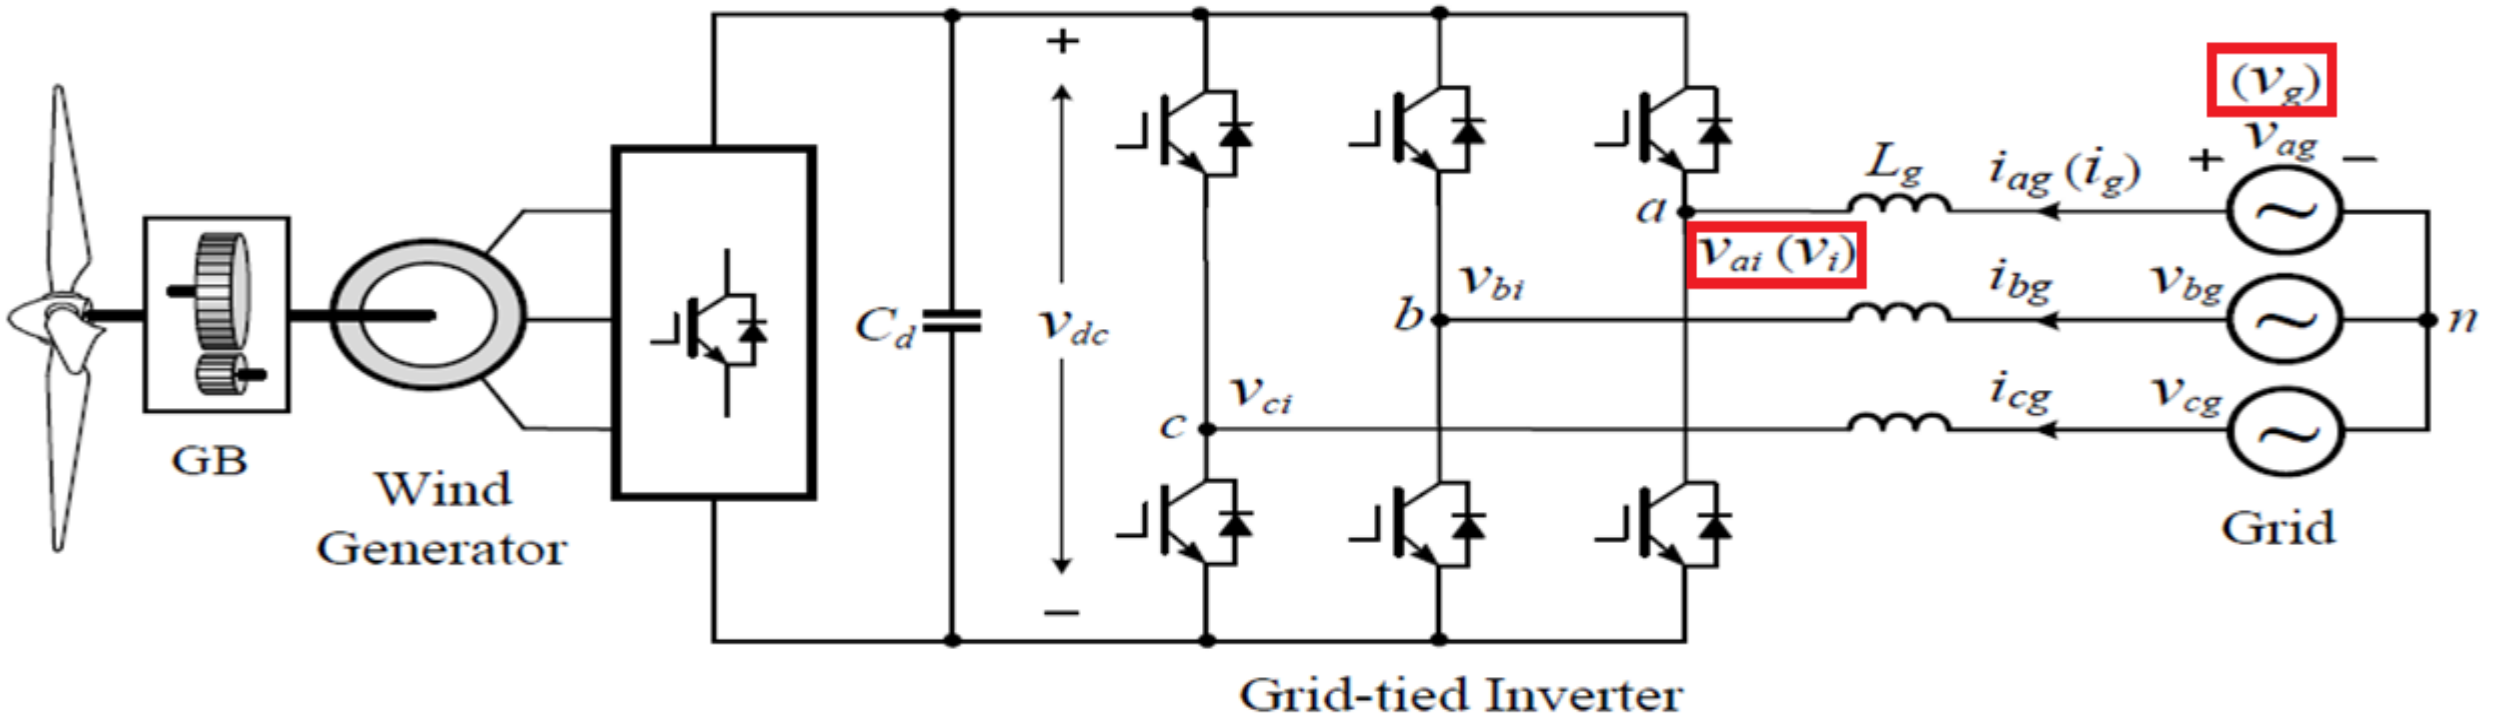 GB
Wind
Generator
C_d
+
v_dc
−
a
v_ai (v_i)
b
v_bi
c
v_ci
L_g
i_ag (i_g)
i_bg
i_cg
(v_g)
+ v_ag −
v_bg
v_cg
n
Grid
Grid-tied Inverter